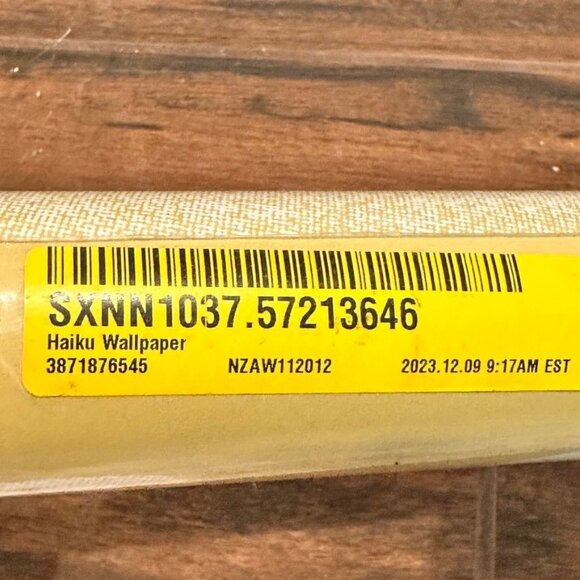 SXNN1037.57213646
Haiku Wallpaper
3871876545 NZAW112012 2023.12.09 9:17AM EST